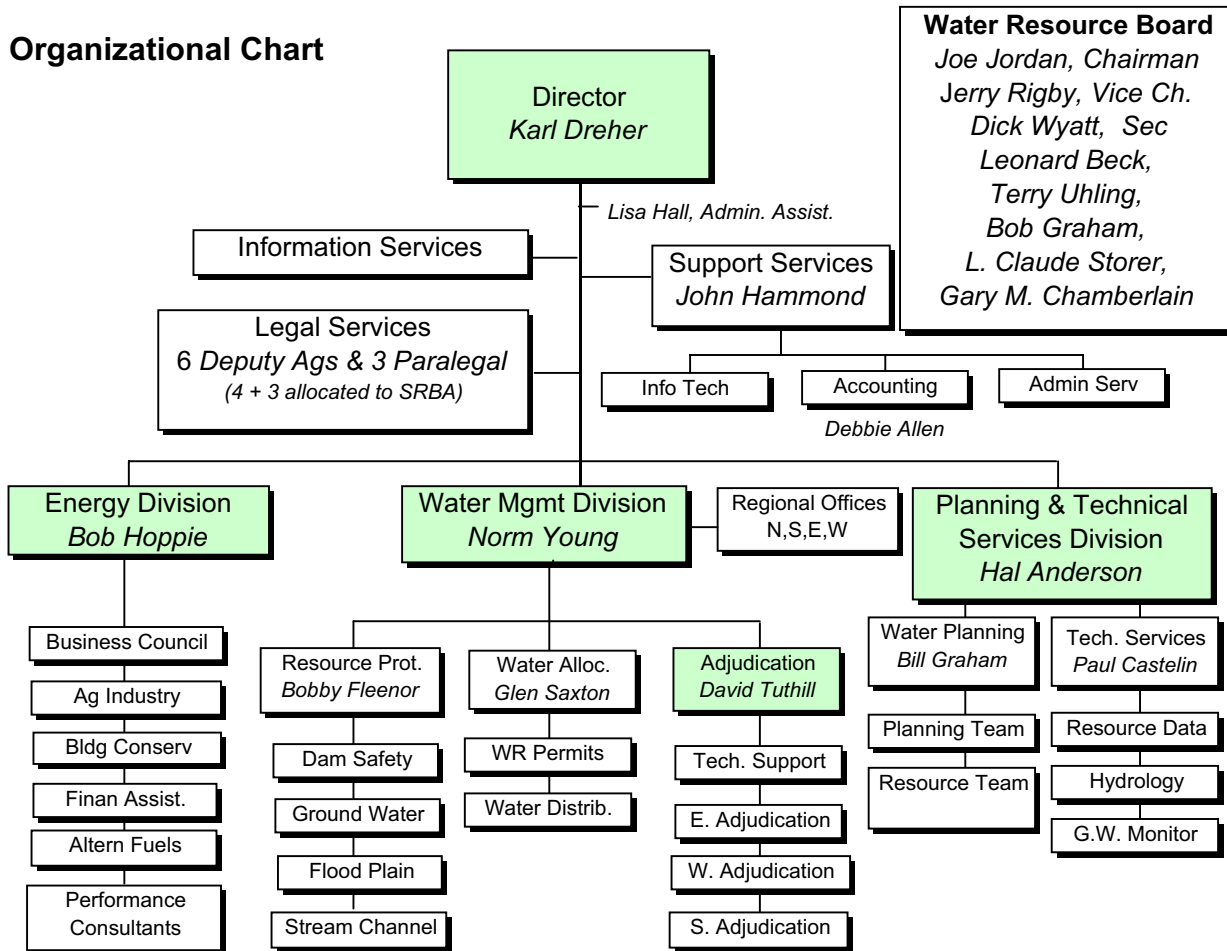 Organizational Chart
Water Resource Board
Joe Jordan, Chairman
Jerry Rigby, Vice Ch.
Dick Wyatt, Sec
Leonard Beck,
Terry Uhling,
Bob Graham,
L. Claude Storer,
Gary M. Chamberlain
Director
Karl Dreher
Lisa Hall, Admin. Assist.
Information Services
Support Services
John Hammond
Legal Services
6 Deputy Ags & 3 Paralegal
(4 + 3 allocated to SRBA)
Info Tech
Accounting
Admin Serv
Debbie Allen
Energy Division
Bob Hoppie
Water Mgmt Division
Norm Young
Regional Offices
N,S,E,W
Planning & Technical
Services Division
Hal Anderson
Business Council
Ag Industry
Bldg Conserv
Finan Assist.
Altern Fuels
Performance
Consultants
Resource Prot.
Bobby Fleenor
Dam Safety
Ground Water
Flood Plain
Stream Channel
Water Alloc.
Glen Saxton
WR Permits
Water Distrib.
Adjudication
David Tuthill
Tech. Support
E. Adjudication
W. Adjudication
S. Adjudication
Water Planning
Bill Graham
Planning Team
Resource Team
Tech. Services
Paul Castelin
Resource Data
Hydrology
G.W. Monitor